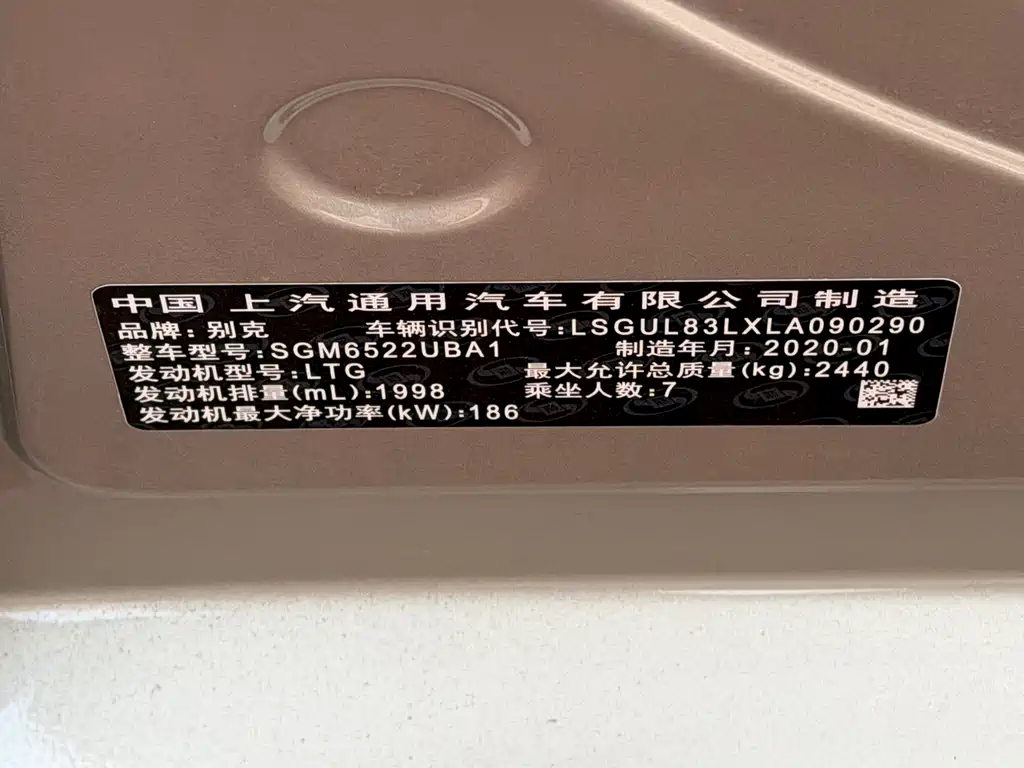 中国 上汽通用汽车有限公司制造
品牌:别克 车辆识别代号:LSGUL83LXLA090290
整车型号:SGM6522UBA1 制造年月:2020-01
发动机型号:LTG 最大允许总质量(kg):2440
发动机排量(mL):1998 乘坐人数:7
发动机最大净功率(kW):186